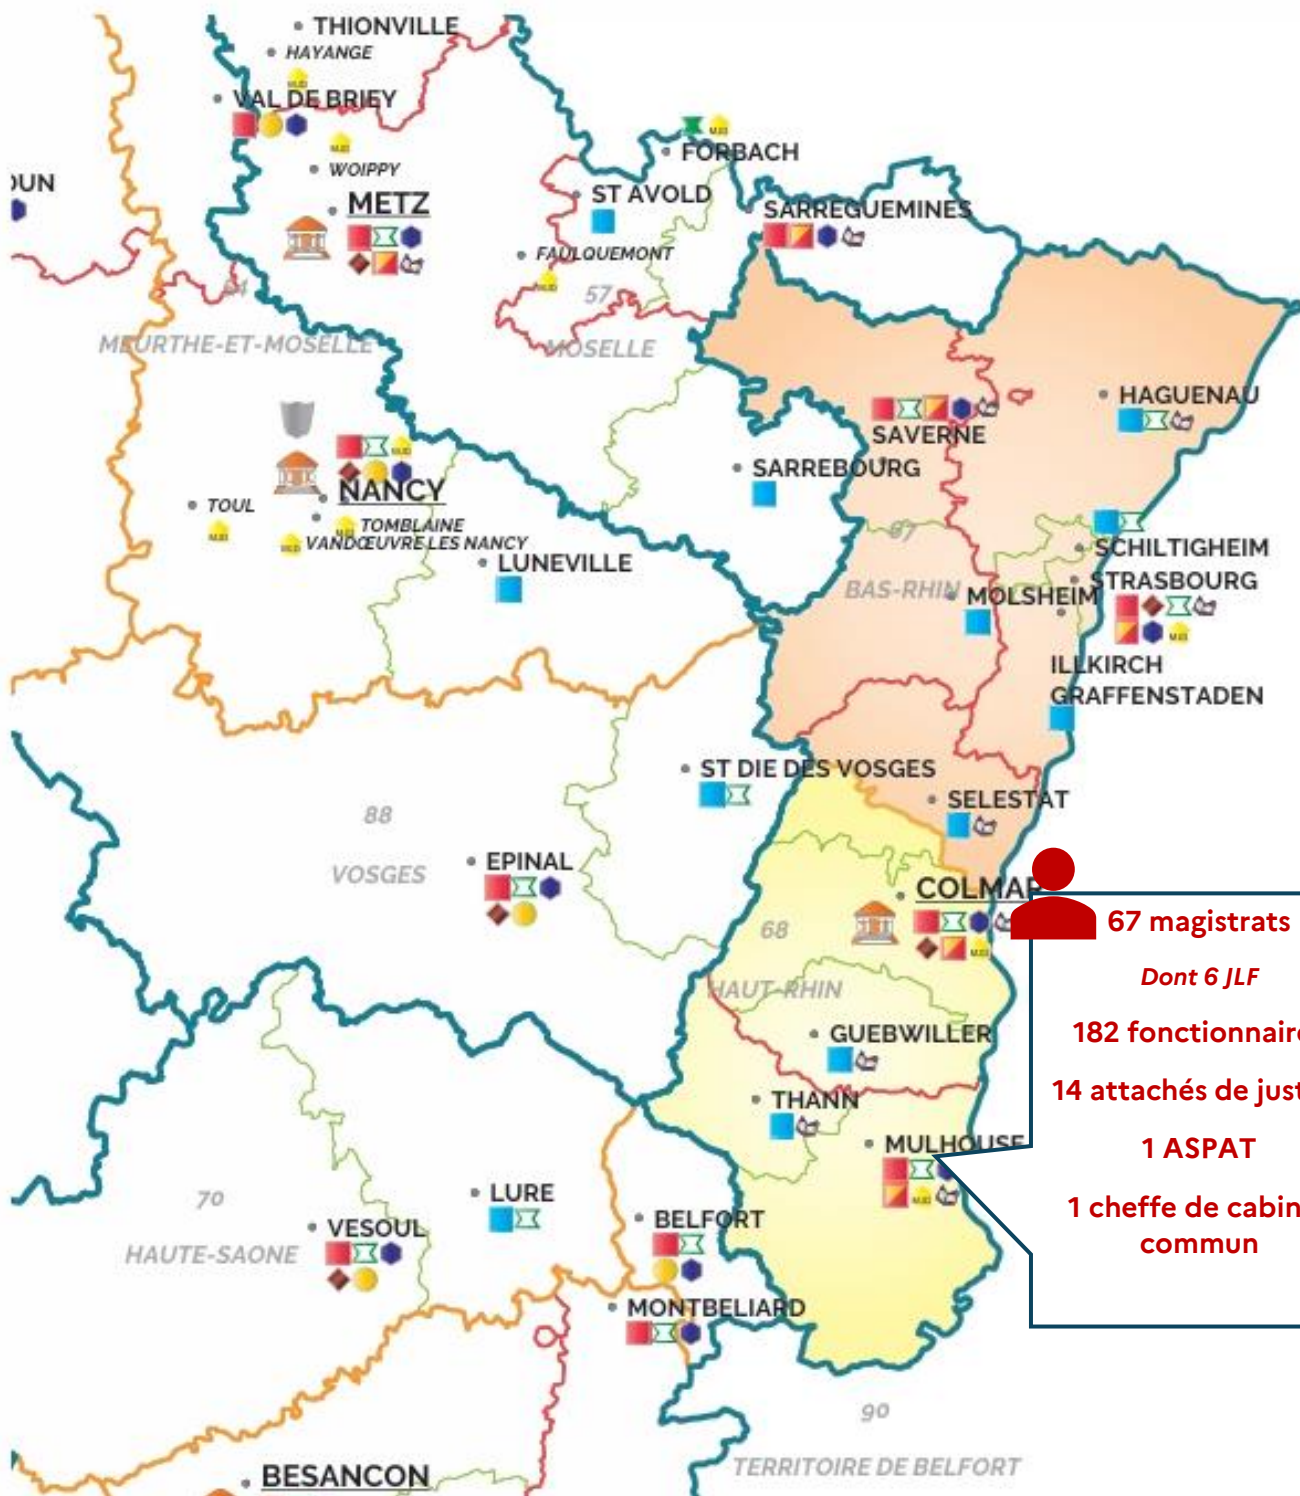 THIONVILLE
HAYANGE
VAL DE BRIEY
WOIPPY
FORBACH
ST AVOLD
METZ
SARREGUEMINES
FAULQUEMONT
57
MEURTHE-ET-MOSELLE
MOSELLE
HAGUENAU
SAVERNE
SARREBOURG
NANCY
TOUL
TOMBLAINE
VANDŒUVRE LES NANCY
67
SCHILTIGHEIM
LUNEVILLE
STRASBOURG
BAS-RHIN
MOLSHEIM
ILLKIRCH
GRAFFENSTADEN
ST DIE DES VOSGES
SELESTAT
88
VOSGES
EPINAL
COLMAR
68
67 magistrats
Dont 6 JLF
HAUT-RHIN
182 fonctionnair
GUEBWILLER
14 attachés de just
THANN
MULHOUSE
1 ASPAT
1 cheffe de cabin
commun
70
LURE
BELFORT
VESOUL
HAUTE-SAONE
MONTBELIARD
90
TERRITOIRE DE BELFORT
BESANCON